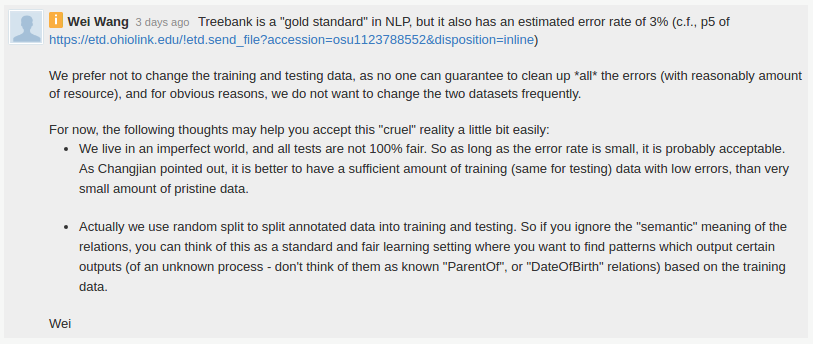 i Wei Wang 3 days ago Treebank is a "gold standard" in NLP, but it also has an estimated error rate of 3% (c.f., p5 of
https://etd.ohiolink.edu/!etd.send_file?accession=osu1123788552&disposition=inline)
We prefer not to change the training and testing data, as no one can guarantee to clean up *all* the errors (with reasonably amount
of resource), and for obvious reasons, we do not want to change the two datasets frequently.
For now, the following thoughts may help you accept this "cruel" reality a little bit easily:
• We live in an imperfect world, and all tests are not 100% fair. So as long as the error rate is small, it is probably acceptable.
As Changjian pointed out, it is better to have a sufficient amount of training (same for testing) data with low errors, than very
small amount of pristine data.
• Actually we use random split to split annotated data into training and testing. So if you ignore the "semantic" meaning of the
relations, you can think of this as a standard and fair learning setting where you want to find patterns which output certain
outputs (of an unknown process - don't think of them as known "ParentOf", or "DateOfBirth" relations) based on the training
data.
Wei